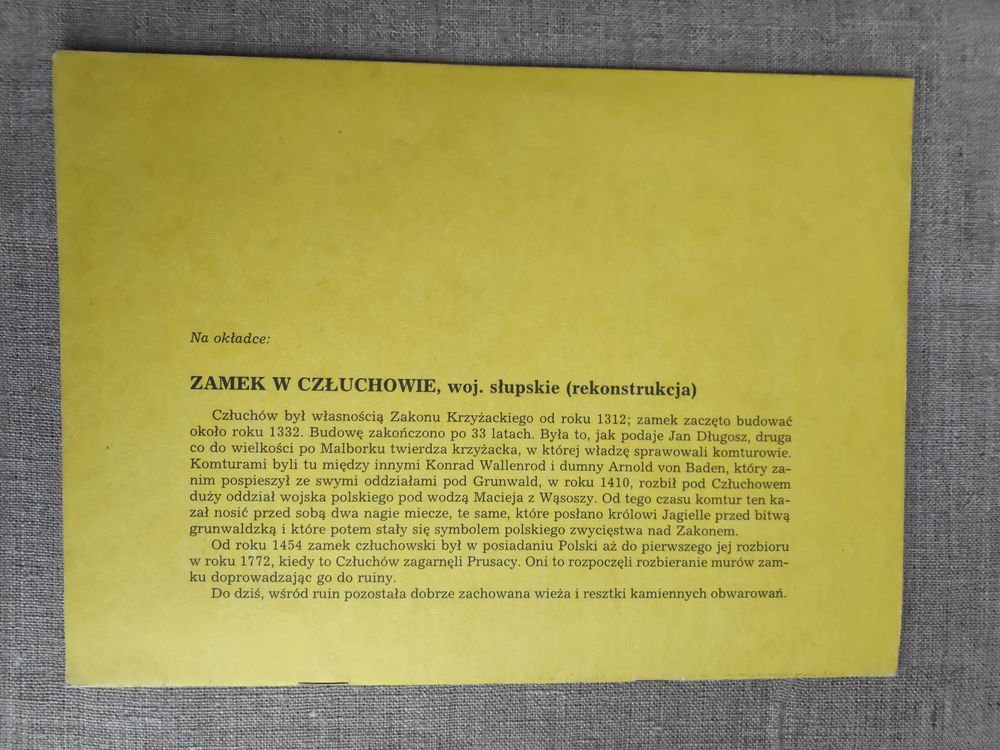 Na okładce:
ZAMEK W CZŁUCHOWIE, woj. słupskie (rekonstrukcja)
Człuchów był własnością Zakonu Krzyżackiego od roku 1312; zamek zaczęto budować
około roku 1332. Budowę zakończono po 33 latach. Była to, jak podaje Jan Długosz, druga
co do wielkości po Malborku twierdza krzyżacka, w której władzę sprawowali komturowie.
Komturami byli tu między innymi Konrad Wallenrod i dumny Arnold von Baden, który za-
nim pospieszył ze swymi oddziałami pod Grunwald, w roku 1410, rozbił pod Człuchowem
duży oddział wojska polskiego pod wodzą Macieja z Wąsoszy. Od tego czasu komtur ten ka-
zał nosić przed sobą dwa nagie miecze, te same, które posłano królowi Jagielle przed bitwą
grunwaldzką i które potem stały się symbolem polskiego zwycięstwa nad Zakonem.
Od roku 1454 zamek człuchowski był w posiadaniu Polski aż do pierwszego jej rozbioru
w roku 1772, kiedy to Człuchów zagarnęli Prusacy. Oni to rozpoczęli rozbieranie murów zam-
ku doprowadzając go do ruiny.
Do dziś, wśród ruin pozostała dobrze zachowana wieża i resztki kamiennych obwarowań.